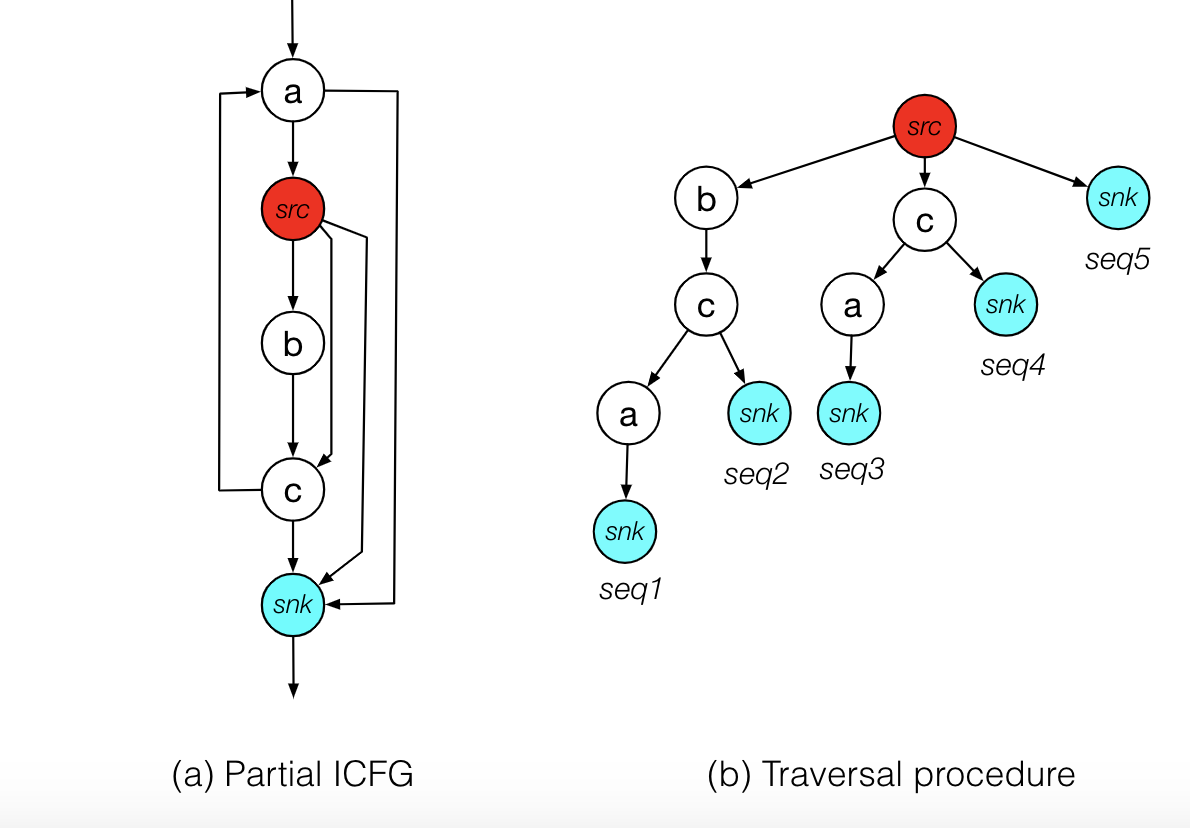 a
src
b
c
snk
(a) Partial ICFG
src
b
c
snk
seq5
c
a
snk
seq4
a
snk
seq2
snk
seq3
snk
seq1
(b) Traversal procedure